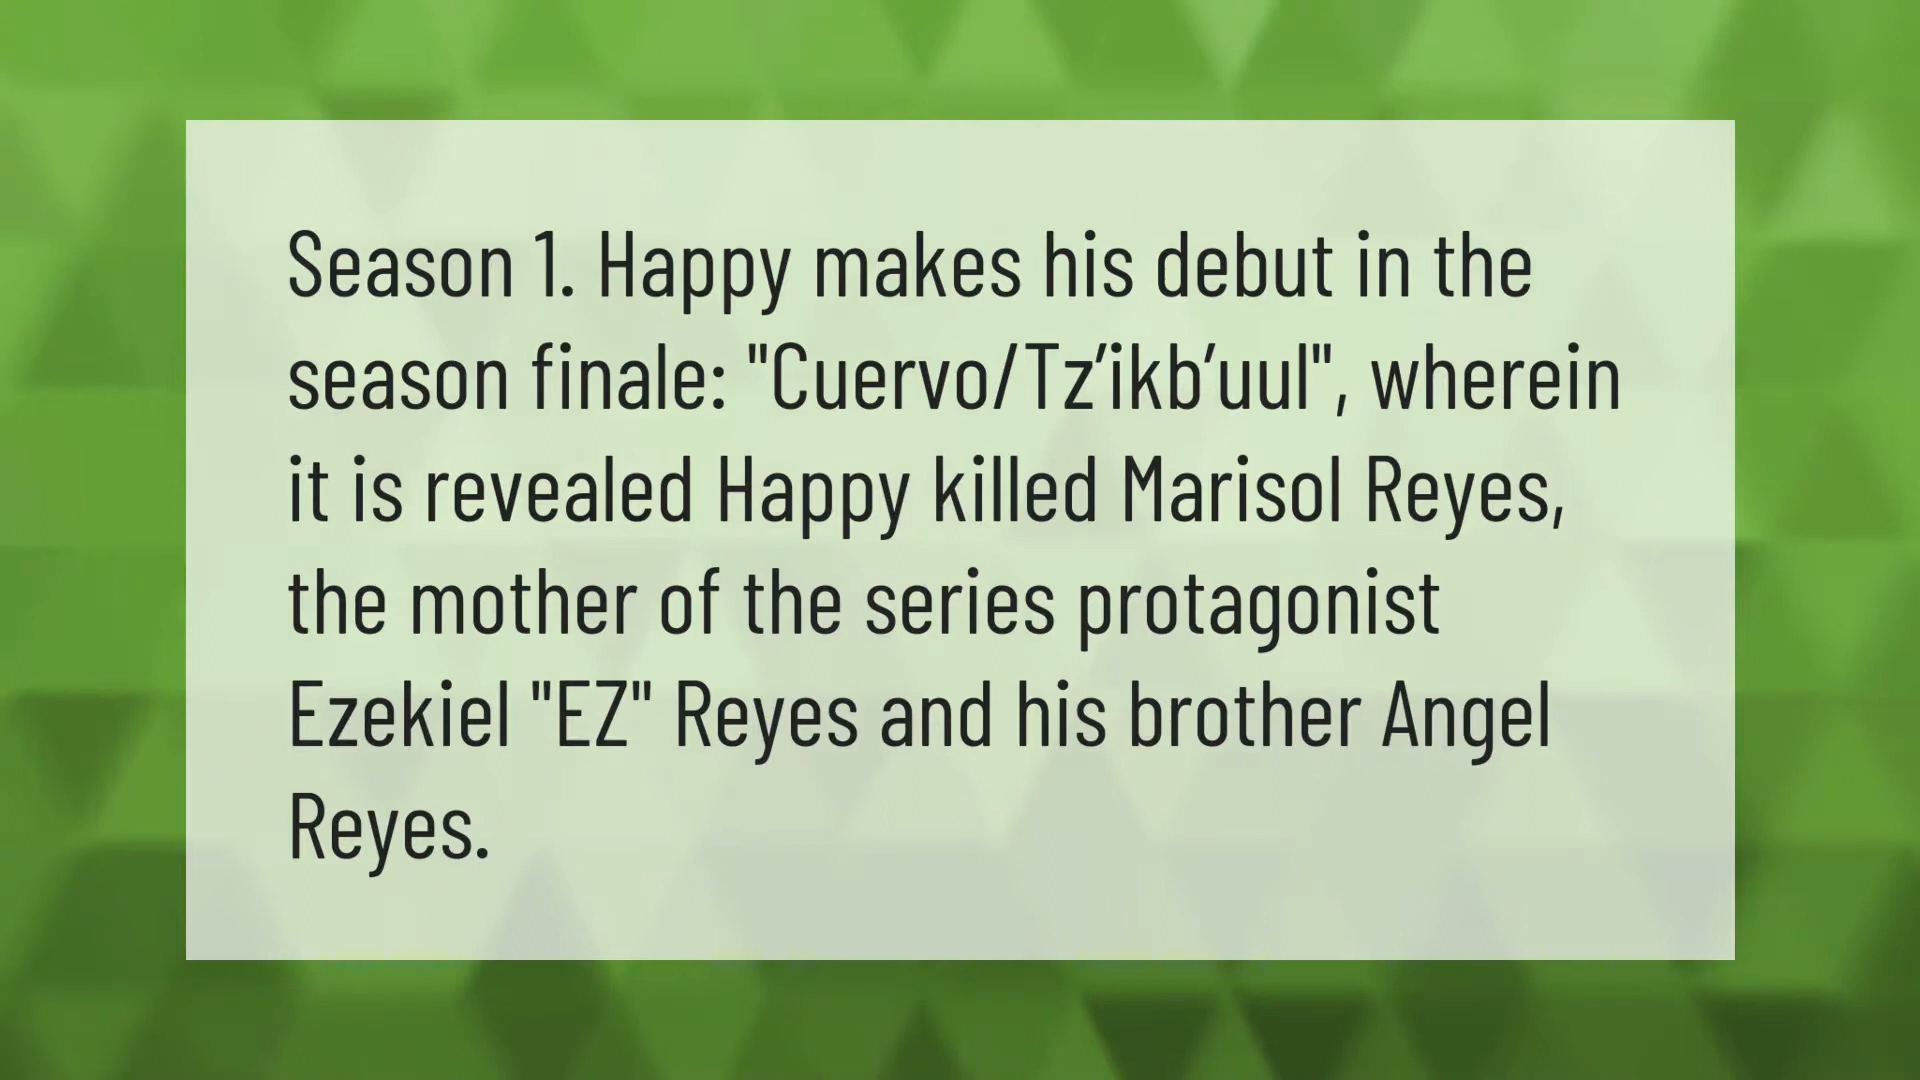 Season 1. Happy makes his debut in the
season finale: "Cuervo/Tz’ikb’uul", wherein
it is revealed Happy killed Marisol Reyes,
the mother of the series protagonist
Ezekiel "EZ" Reyes and his brother Angel
Reyes.